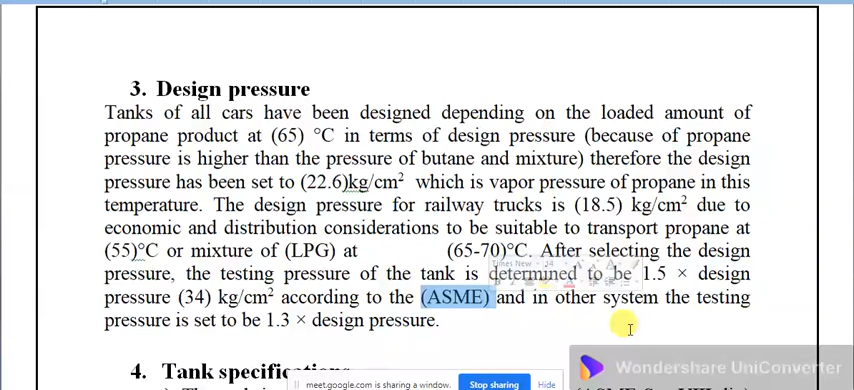 3. Design pressure
Tanks of all cars have been designed depending on the loaded amount of
propane product at (65) °C in terms of design pressure (because of propane
pressure is higher than the pressure of butane and mixture) therefore the design
pressure has been set to (22.6)kg/cm² which is vapor pressure of propane in this
temperature. The design pressure for railway trucks is (18.5) kg/cm² due to
economic and distribution considerations to be suitable to transport propane at
(55)°C or mixture of (LPG) at (65-70)°C. After selecting the design
pressure, the testing pressure of the tank is determined to be 1.5 × design
pressure (34) kg/cm² according to the (ASME) and in other system the testing
pressure is set to be 1.3 × design pressure.
4. Tank specifications
meet.google.com is sharing a window.
Stop sharing
Hide
Wondershare UniConverter